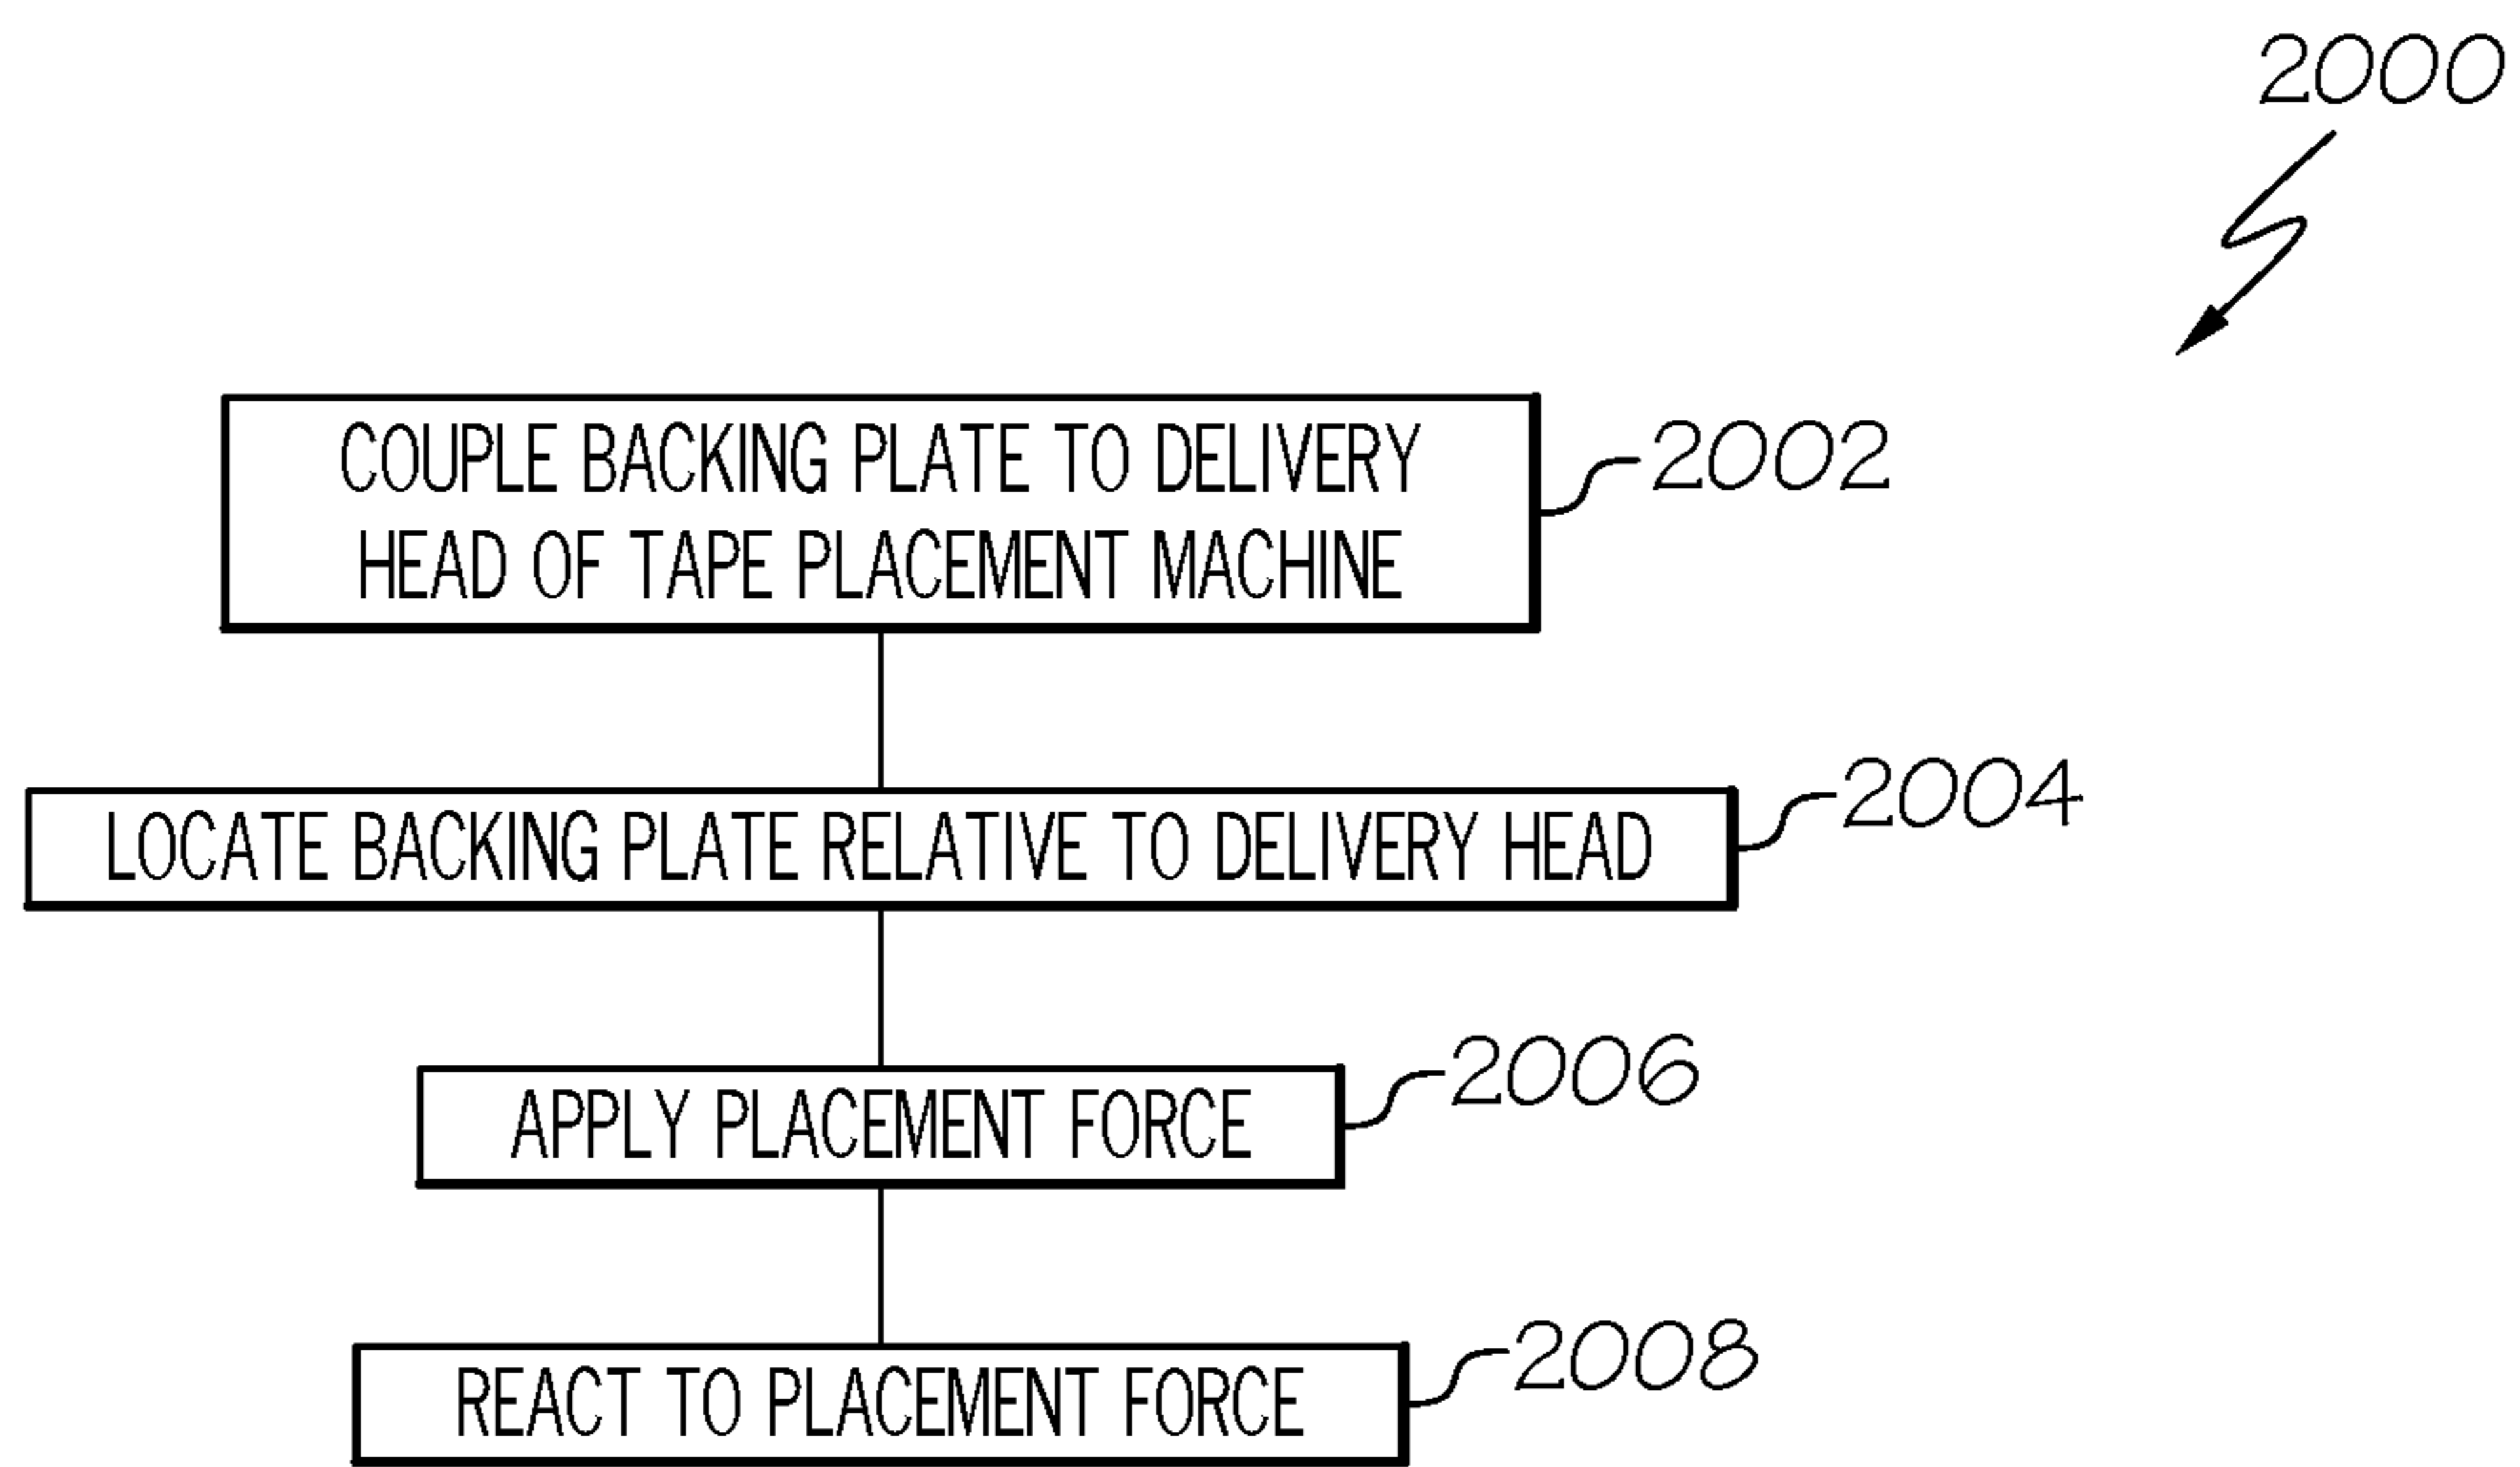 2000
COUPLE BACKING PLATE TO DELIVERY
HEAD OF TAPE PLACEMENT MACHINE
2002
LOCATE BACKING PLATE RELATIVE TO DELIVERY HEAD
2004
APPLY PLACEMENT FORCE
2006
REACT TO PLACEMENT FORCE
2008